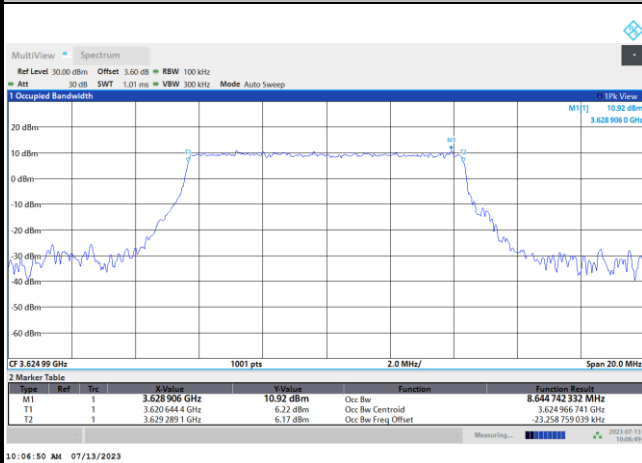 MultiView Spectrum
Ref Level 30.00 dBm Offset 3.60 dB RBW 100 kHz
Att 30 dB SWT 1.01 ms VBW 300 kHz Mode Auto Sweep
1 Occupied Bandwidth 1Pk View
M1[1] 10.92 dBm
3.628 906 0 GHz
20 dBm
M1
10 dBm
T1 T2
0 dBm
-10 dBm
-20 dBm
-30 dBm
-40 dBm
-50 dBm
-60 dBm
CF 3.624 99 GHz 1001 pts 2.0 MHz/ Span 20.0 MHz
2 Marker Table
Type Ref Trc X-Value Y-Value Function Function Result
M1 1 3.628 906 GHz 10.92 dBm Occ Bw 8.644 742 332 MHz
T1 1 3.620 644 4 GHz 6.22 dBm Occ Bw Centroid 3.624 966 741 GHz
T2 1 3.629 289 1 GHz 6.17 dBm Occ Bw Freq Offset -23.258 759 039 kHz
Measuring... 2023-07-13
10:06:49
10:06:50 AM 07/13/2023